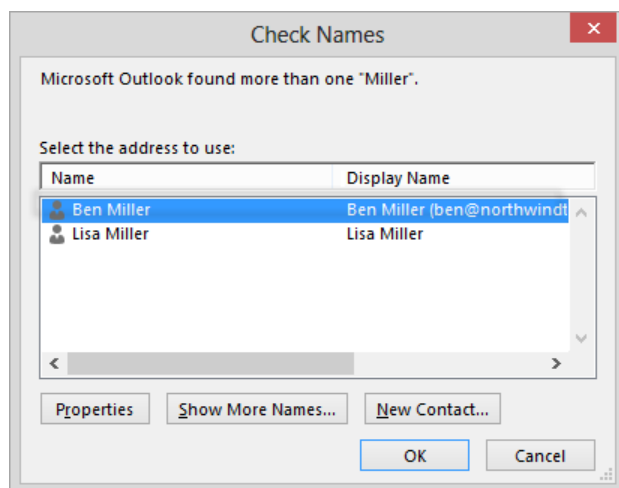 Check Names
Microsoft Outlook found more than one "Miller".
Select the address to use:
Name Display Name
Ben Miller Ben Miller (ben@northwindt
Lisa Miller Lisa Miller
Properties Show More Names... New Contact...
OK Cancel